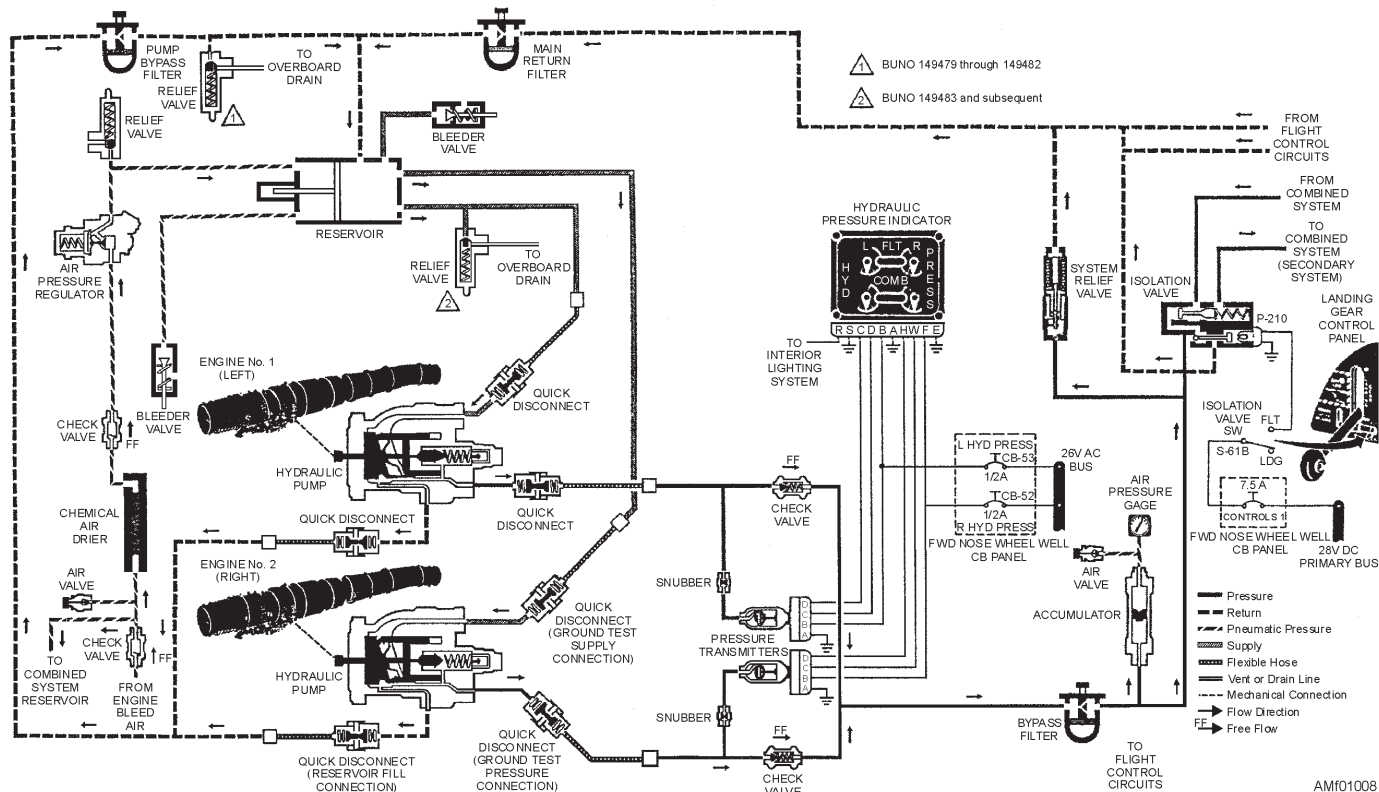 PUMP
BYPASS
FILTER
RELIEF
VALVE
1
TO
OVERBOARD
DRAIN
MAIN
RETURN
FILTER
1 BUNO 149479 through 149482
2 BUNO 149483 and subsequent
RELIEF
VALVE
BLEEDER
VALVE
FROM
FLIGHT
CONTROL
CIRCUITS
FROM
COMBINED
SYSTEM
TO
COMBINED
SYSTEM
(SECONDARY
SYSTEM)
RESERVOIR
AIR
PRESSURE
REGULATOR
RELIEF
VALVE
2
TO
OVERBOARD
DRAIN
HYDRAULIC
PRESSURE INDICATOR
L FLT R
HYD
COMB
PRESS
R S C D B A H W F E
TO
INTERIOR
LIGHTING
SYSTEM
SYSTEM
RELIEF
VALVE
ISOLATION
VALVE
P-210
LANDING
GEAR
CONTROL
PANEL
ENGINE No. 1
(LEFT)
BLEEDER
VALVE
CHECK
VALVE
FF
QUICK
DISCONNECT
HYDRAULIC
PUMP
QUICK
DISCONNECT
QUICK DISCONNECT
ISOLATION
VALVE
SW
S-61B
FLT
LDG
7.5 A
CONTROLS 1
FWD NOSE WHEEL WELL
CB PANEL
28V DC
PRIMARY BUS
L HYD PRESS
CB-53
1/2A
CB-52
1/2A
R HYD PRESS
26V AC
BUS
FWD NOSE WHEEL WELL
CB PANEL
FF
CHECK
VALVE
AIR
PRESSURE
GAGE
AIR
VALVE
ACCUMULATOR
CHEMICAL
AIR
DRIER
AIR
VALVE
CHECK
VALVE
FF
TO
COMBINED
SYSTEM
RESERVOIR
FROM
ENGINE
BLEED
AIR
ENGINE No. 2
(RIGHT)
HYDRAULIC
PUMP
QUICK
DISCONNECT
(GROUND TEST
SUPPLY
CONNECTION)
QUICK DISCONNECT
(RESERVOIR FILL
CONNECTION)
QUICK
DISCONNECT
(GROUND TEST
PRESSURE
CONNECTION)
SNUBBER
PRESSURE
TRANSMITTERS
D
C
B
A
D
C
B
A
SNUBBER
FF
CHECK
VALVE
BYPASS
FILTER
TO
FLIGHT
CONTROL
CIRCUITS
Pressure
Return
Pneumatic Pressure
Supply
Flexible Hose
Vent or Drain Line
Mechanical Connection
Flow Direction
FF Free Flow
AMf01008